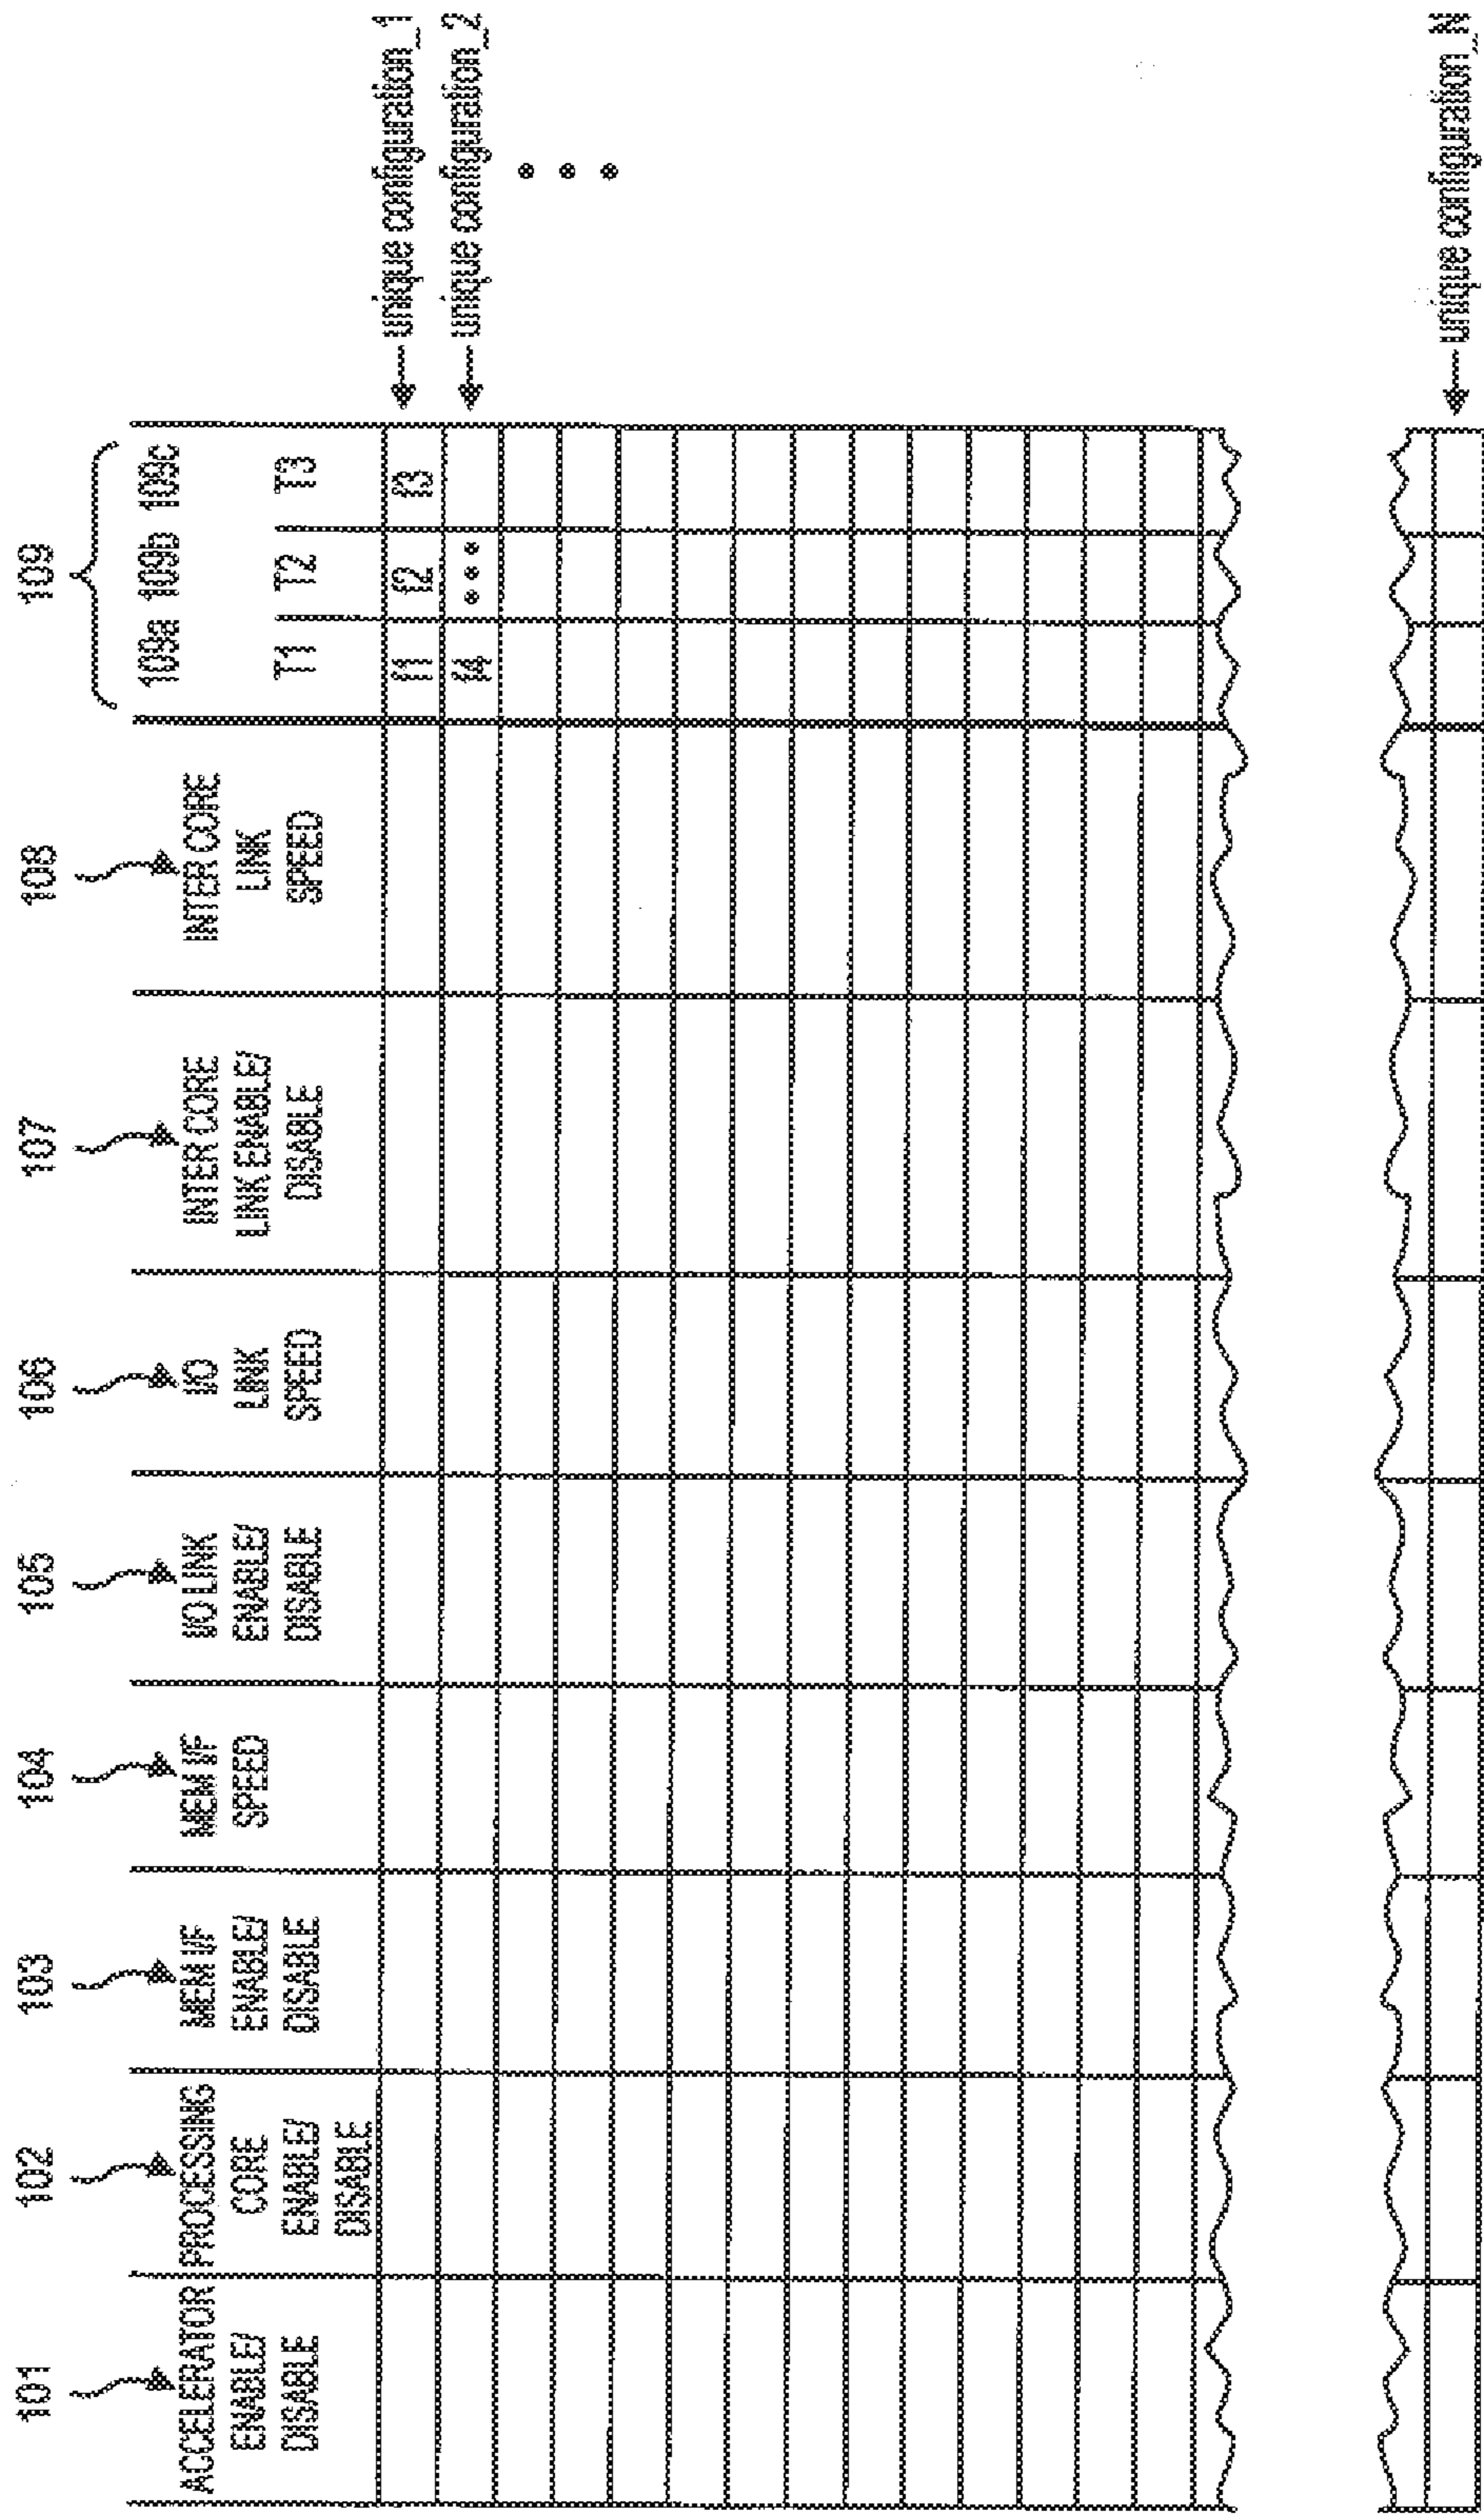 101
102
103
104
105
106
107
108
109
109a 109b 109c
ACCELERATOR
ENABLE/
DISABLE
PROCESSING
CORE
ENABLE/
DISABLE
MEM I/F
ENABLE/
DISABLE
MEM I/F
SPEED
I/O LINK
ENABLE/
DISABLE
I/O
LINK
SPEED
INTER CORE
LINK ENABLE/
DISABLE
INTER CORE
LINK
SPEED
T1 T2 T3
f1 f2 f3
unique configuration_1
f4 •••
unique configuration_2
•••
unique configuration_N